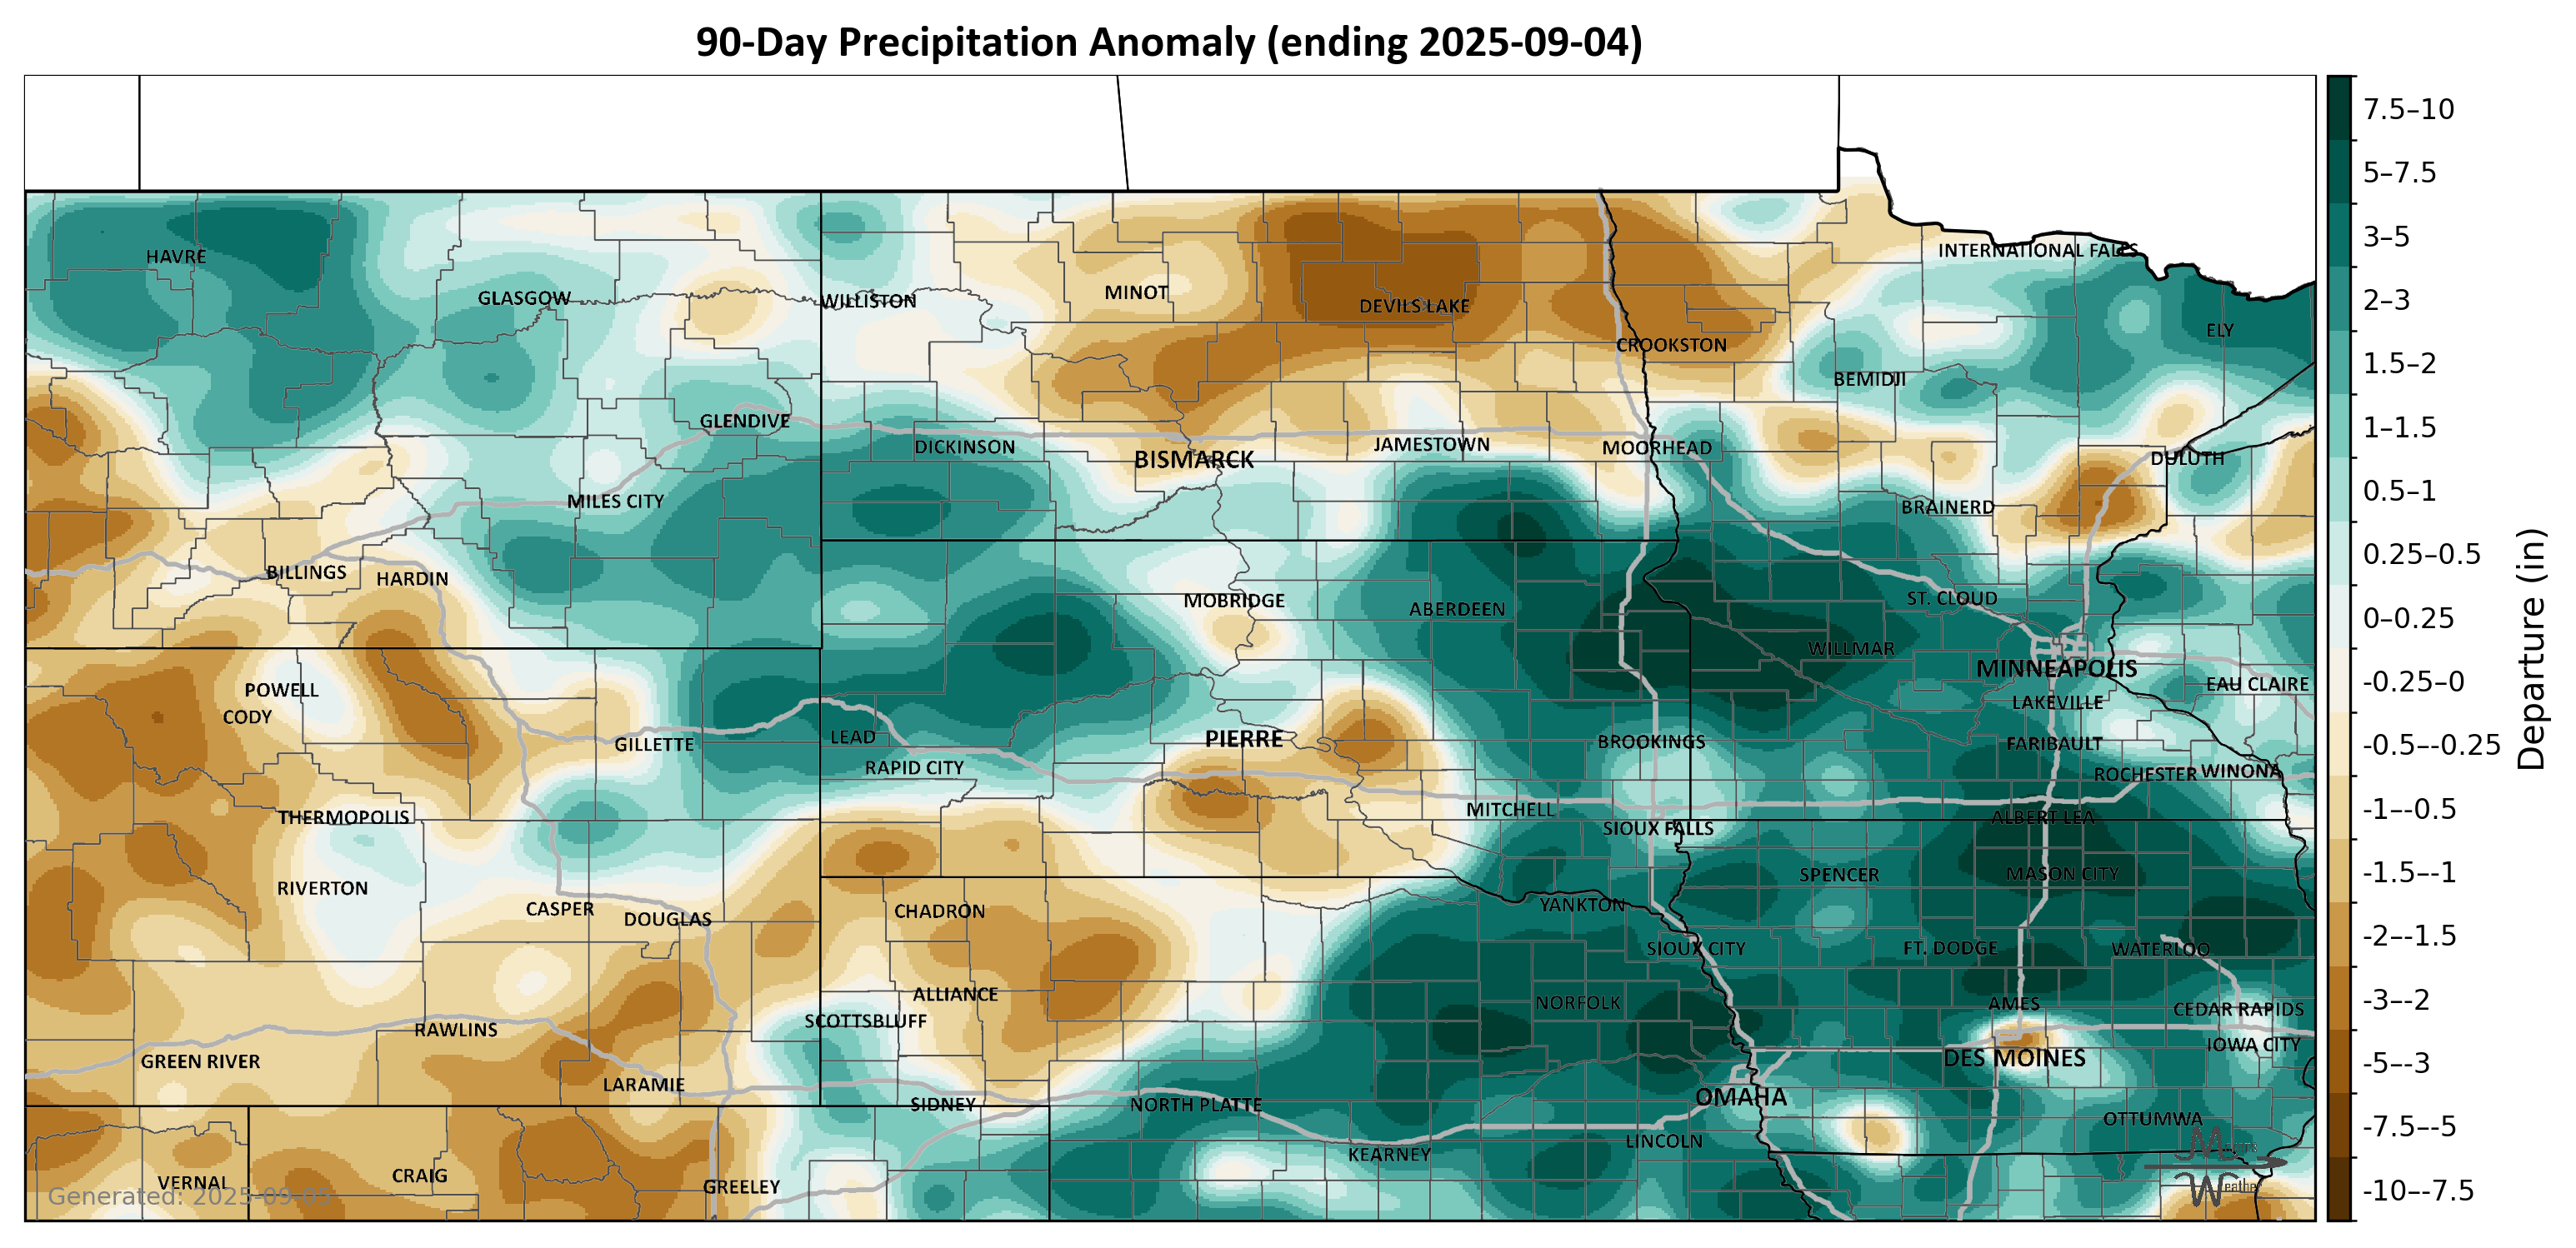 90-Day Precipitation Anomaly (ending 2025-09-04)
7.5–10
5–7.5
3–5
2–3
1.5–2
1–1.5
0.5–1
0.25–0.5
0–0.25
-0.25–0
-0.5–-0.25
-1–-0.5
-1.5–-1
-2–-1.5
-3–-2
-5–-3
-7.5–-5
-10–-7.5
Departure (in)
HAVRE
INTERNATIONAL FALLS
GLASGOW
WILLISTON
MINOT
DEVILS LAKE
ELY
CROOKSTON
BEMIDJI
GLENDIVE
DICKINSON
JAMESTOWN
MOORHEAD
BISMARCK
DULUTH
MILES CITY
BRAINERD
BILLINGS
HARDIN
MOBRIDGE
ABERDEEN
ST. CLOUD
WILLMAR
MINNEAPOLIS
POWELL
EAU CLAIRE
CODY
LAKEVILLE
GILLETTE
LEAD
PIERRE
BROOKINGS
FARIBAULT
RAPID CITY
ROCHESTER
WINONA
THERMOPOLIS
MITCHELL
ALBERT LEA
SIOUX FALLS
RIVERTON
SPENCER
MASON CITY
CASPER
DOUGLAS
CHADRON
YANKTON
SIOUX CITY
FT. DODGE
WATERLOO
ALLIANCE
NORFOLK
AMES
CEDAR RAPIDS
SCOTTSBLUFF
RAWLINS
GREEN RIVER
DES MOINES
IOWA CITY
LARAMIE
SIDNEY
NORTH PLATTE
OMAHA
OTTUMWA
LINCOLN
KEARNEY
VERNAL
CRAIG
GREELEY
Generated: 2025-09-05
Weather